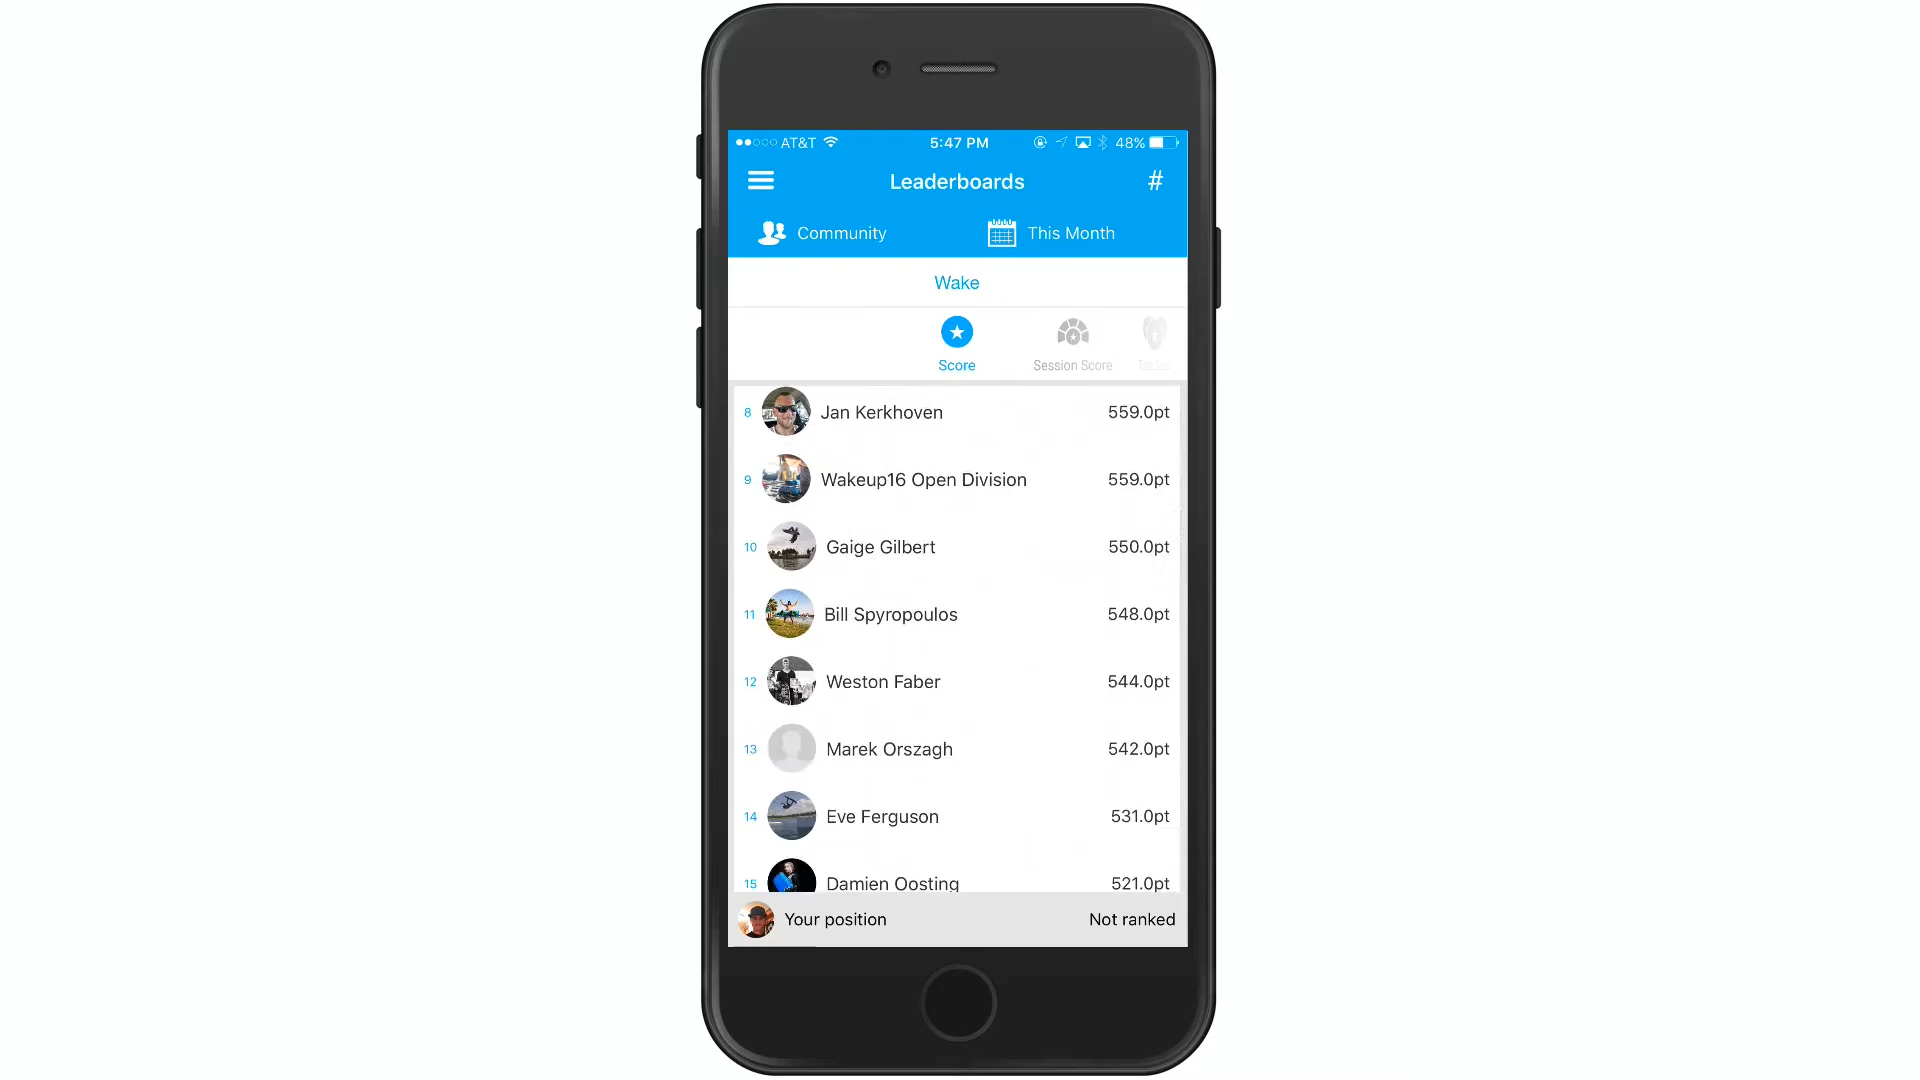 AT&T 5:47 PM 48%
Leaderboards #
Community This Month
Wake
Score Session Score
8 Jan Kerkhoven 559.0pt
9 Wakeup16 Open Division 559.0pt
10 Gaige Gilbert 550.0pt
11 Bill Spyropoulos 548.0pt
12 Weston Faber 544.0pt
13 Marek Orszagh 542.0pt
14 Eve Ferguson 531.0pt
15 Damien Oosting 521.0pt
Your position Not ranked